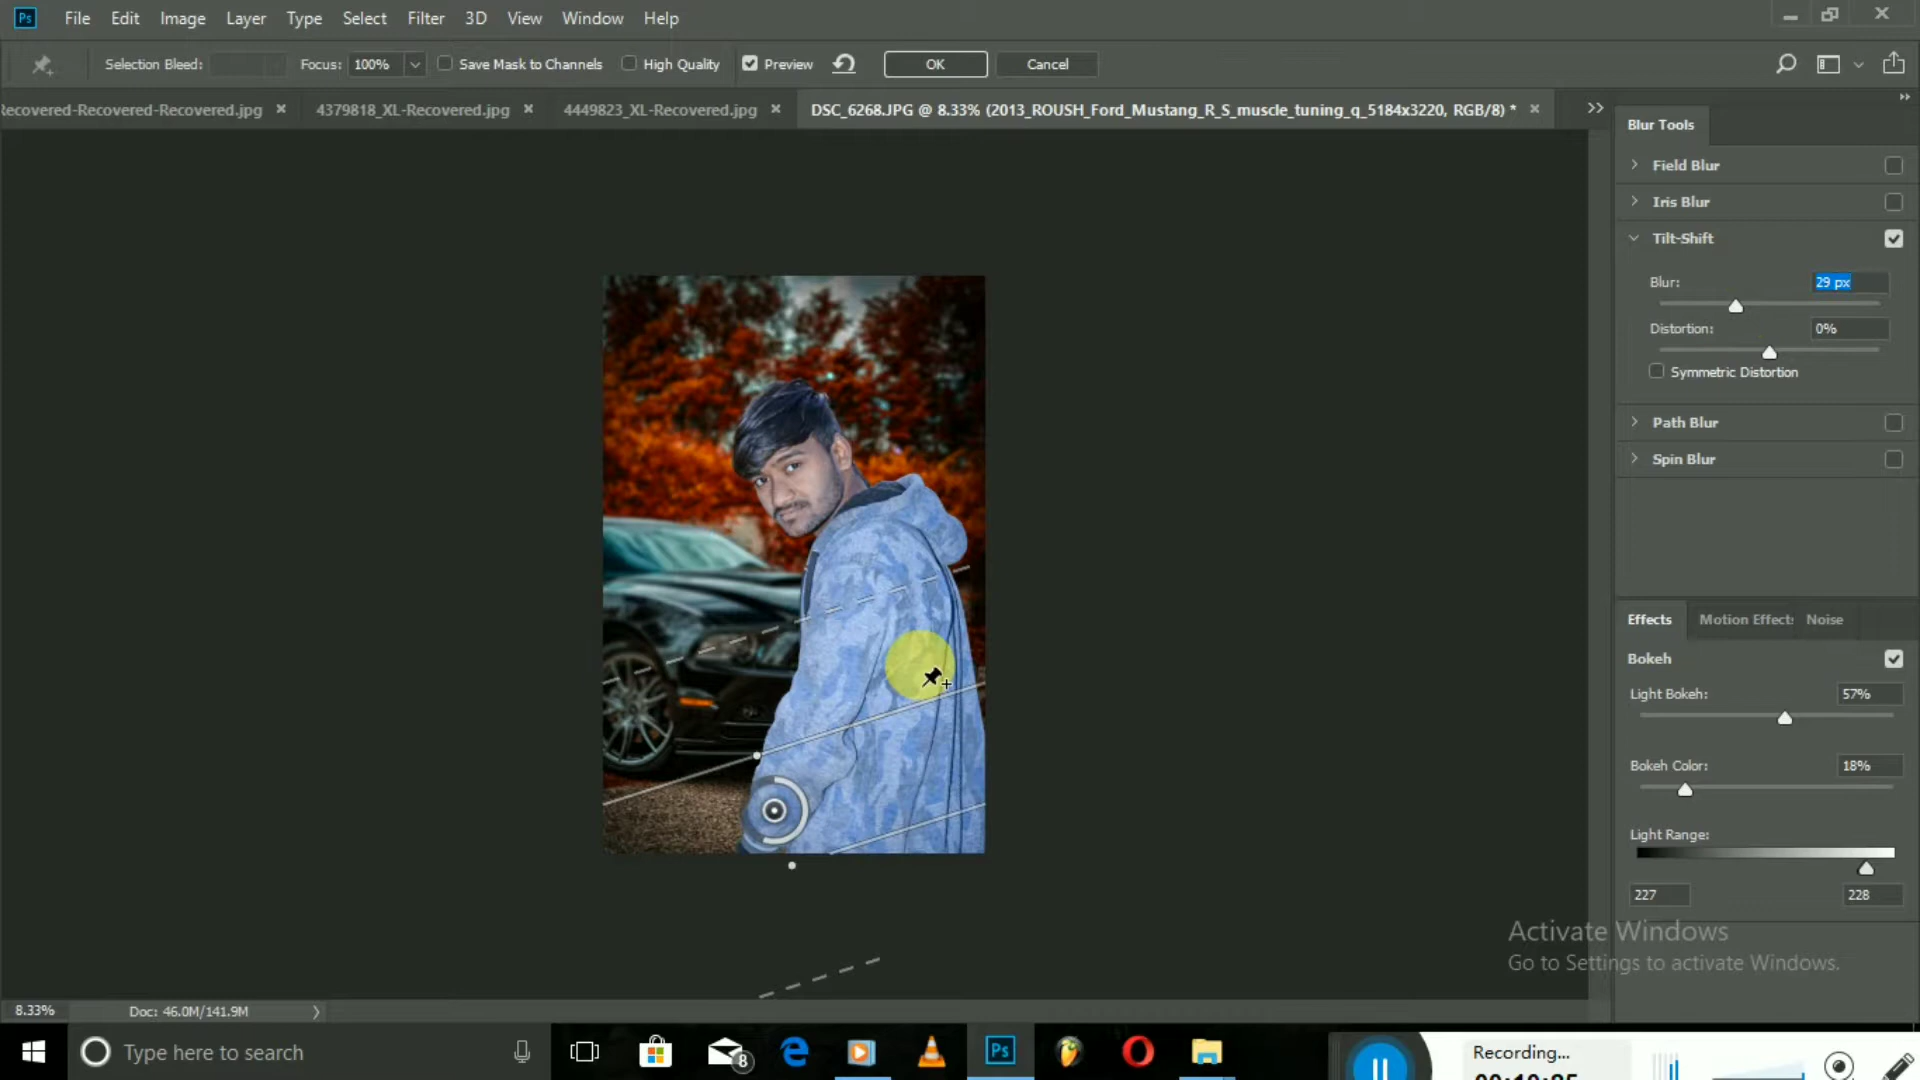 Ps File Edit Image Layer Type Select Filter 3D View Window Help
Selection Bleed: Focus: 100% Save Mask to Channels High Quality Preview OK Cancel
ecovered-Recovered-Recovered.jpg 4379818_XL-Recovered.jpg 4449823_XL-Recovered.jpg DSC_6268.JPG @ 8.33% (2013_ROUSH_Ford_Mustang_R_S_muscle_tuning_q_5184x3220, RGB/8) *
Blur Tools
Field Blur
Iris Blur
Tilt-Shift
Blur: 29 px
Distortion: 0%
Symmetric Distortion
Path Blur
Spin Blur
Effects Motion Effects Noise
Bokeh
Light Bokeh: 57%
Bokeh Color: 18%
Light Range:
227 228
Activate Windows
Go to Settings to activate Windows.
8.33% Doc: 46.0M/141.9M
Type here to search 8 Ps Recording...